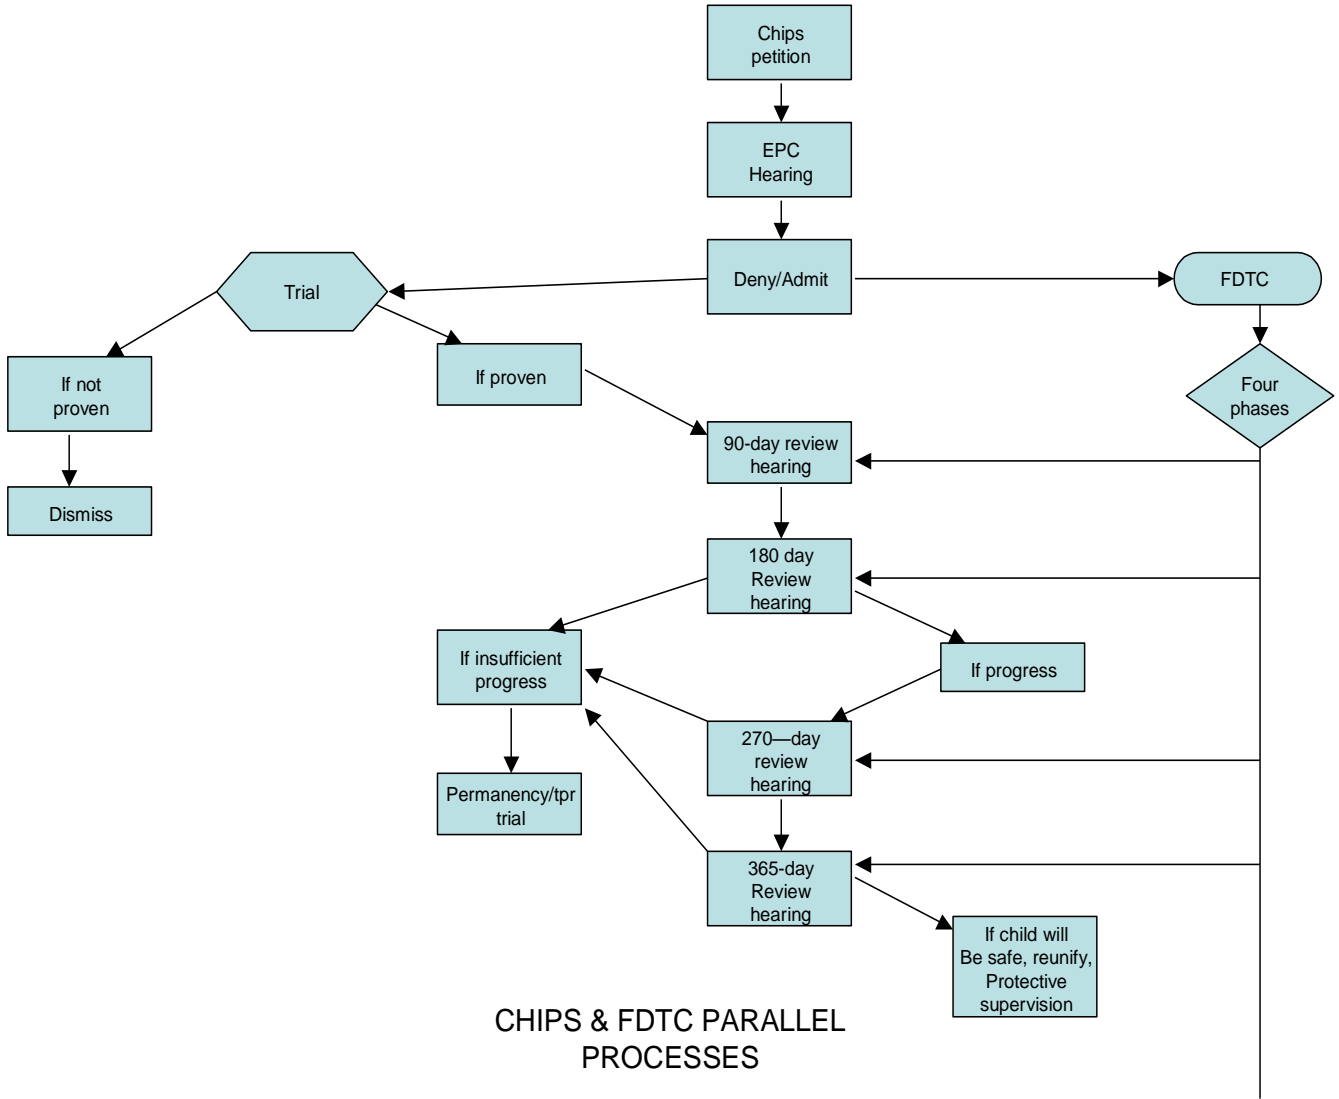 Chips
petition
EPC
Hearing
Deny/Admit
Trial
FDTC
If not
proven
If proven
Four
phases
90-day review
hearing
Dismiss
180 day
Review
hearing
If insufficient
progress
If progress
270—day
review
hearing
Permanency/tpr
trial
365-day
Review
hearing
If child will
Be safe, reunify,
Protective
supervision
CHIPS & FDTC PARALLEL
PROCESSES